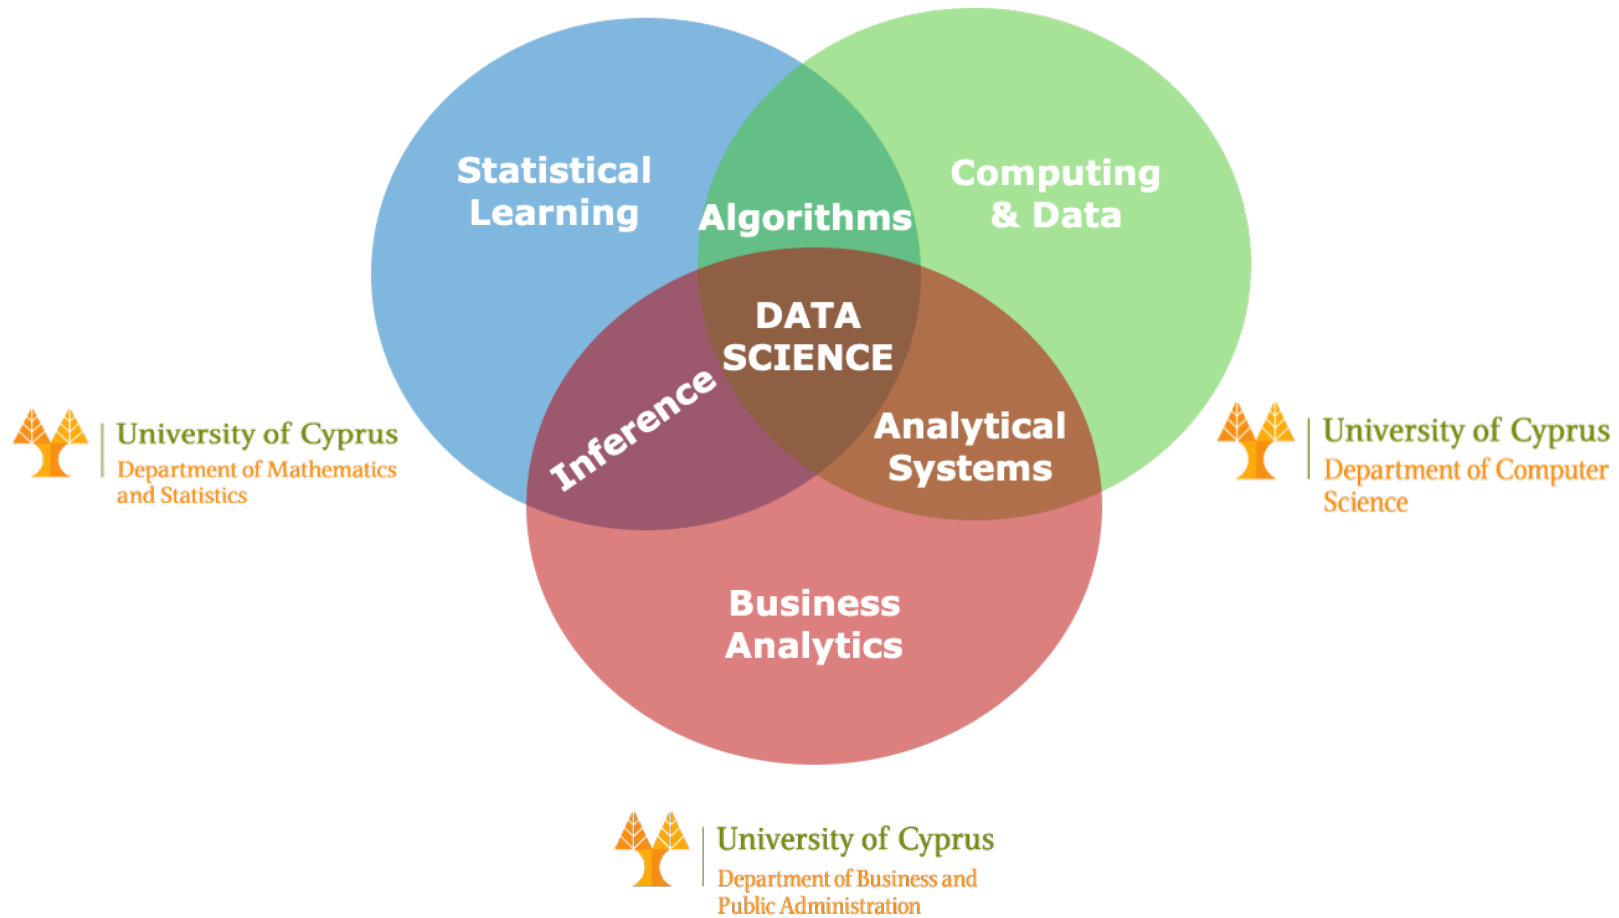 Statistical
Learning
Computing
& Data
Algorithms
DATA
SCIENCE
Inference
Analytical
Systems
University of Cyprus
Department of Mathematics
and Statistics
University of Cyprus
Department of Computer
Science
Business
Analytics
University of Cyprus
Department of Business and
Public Administration